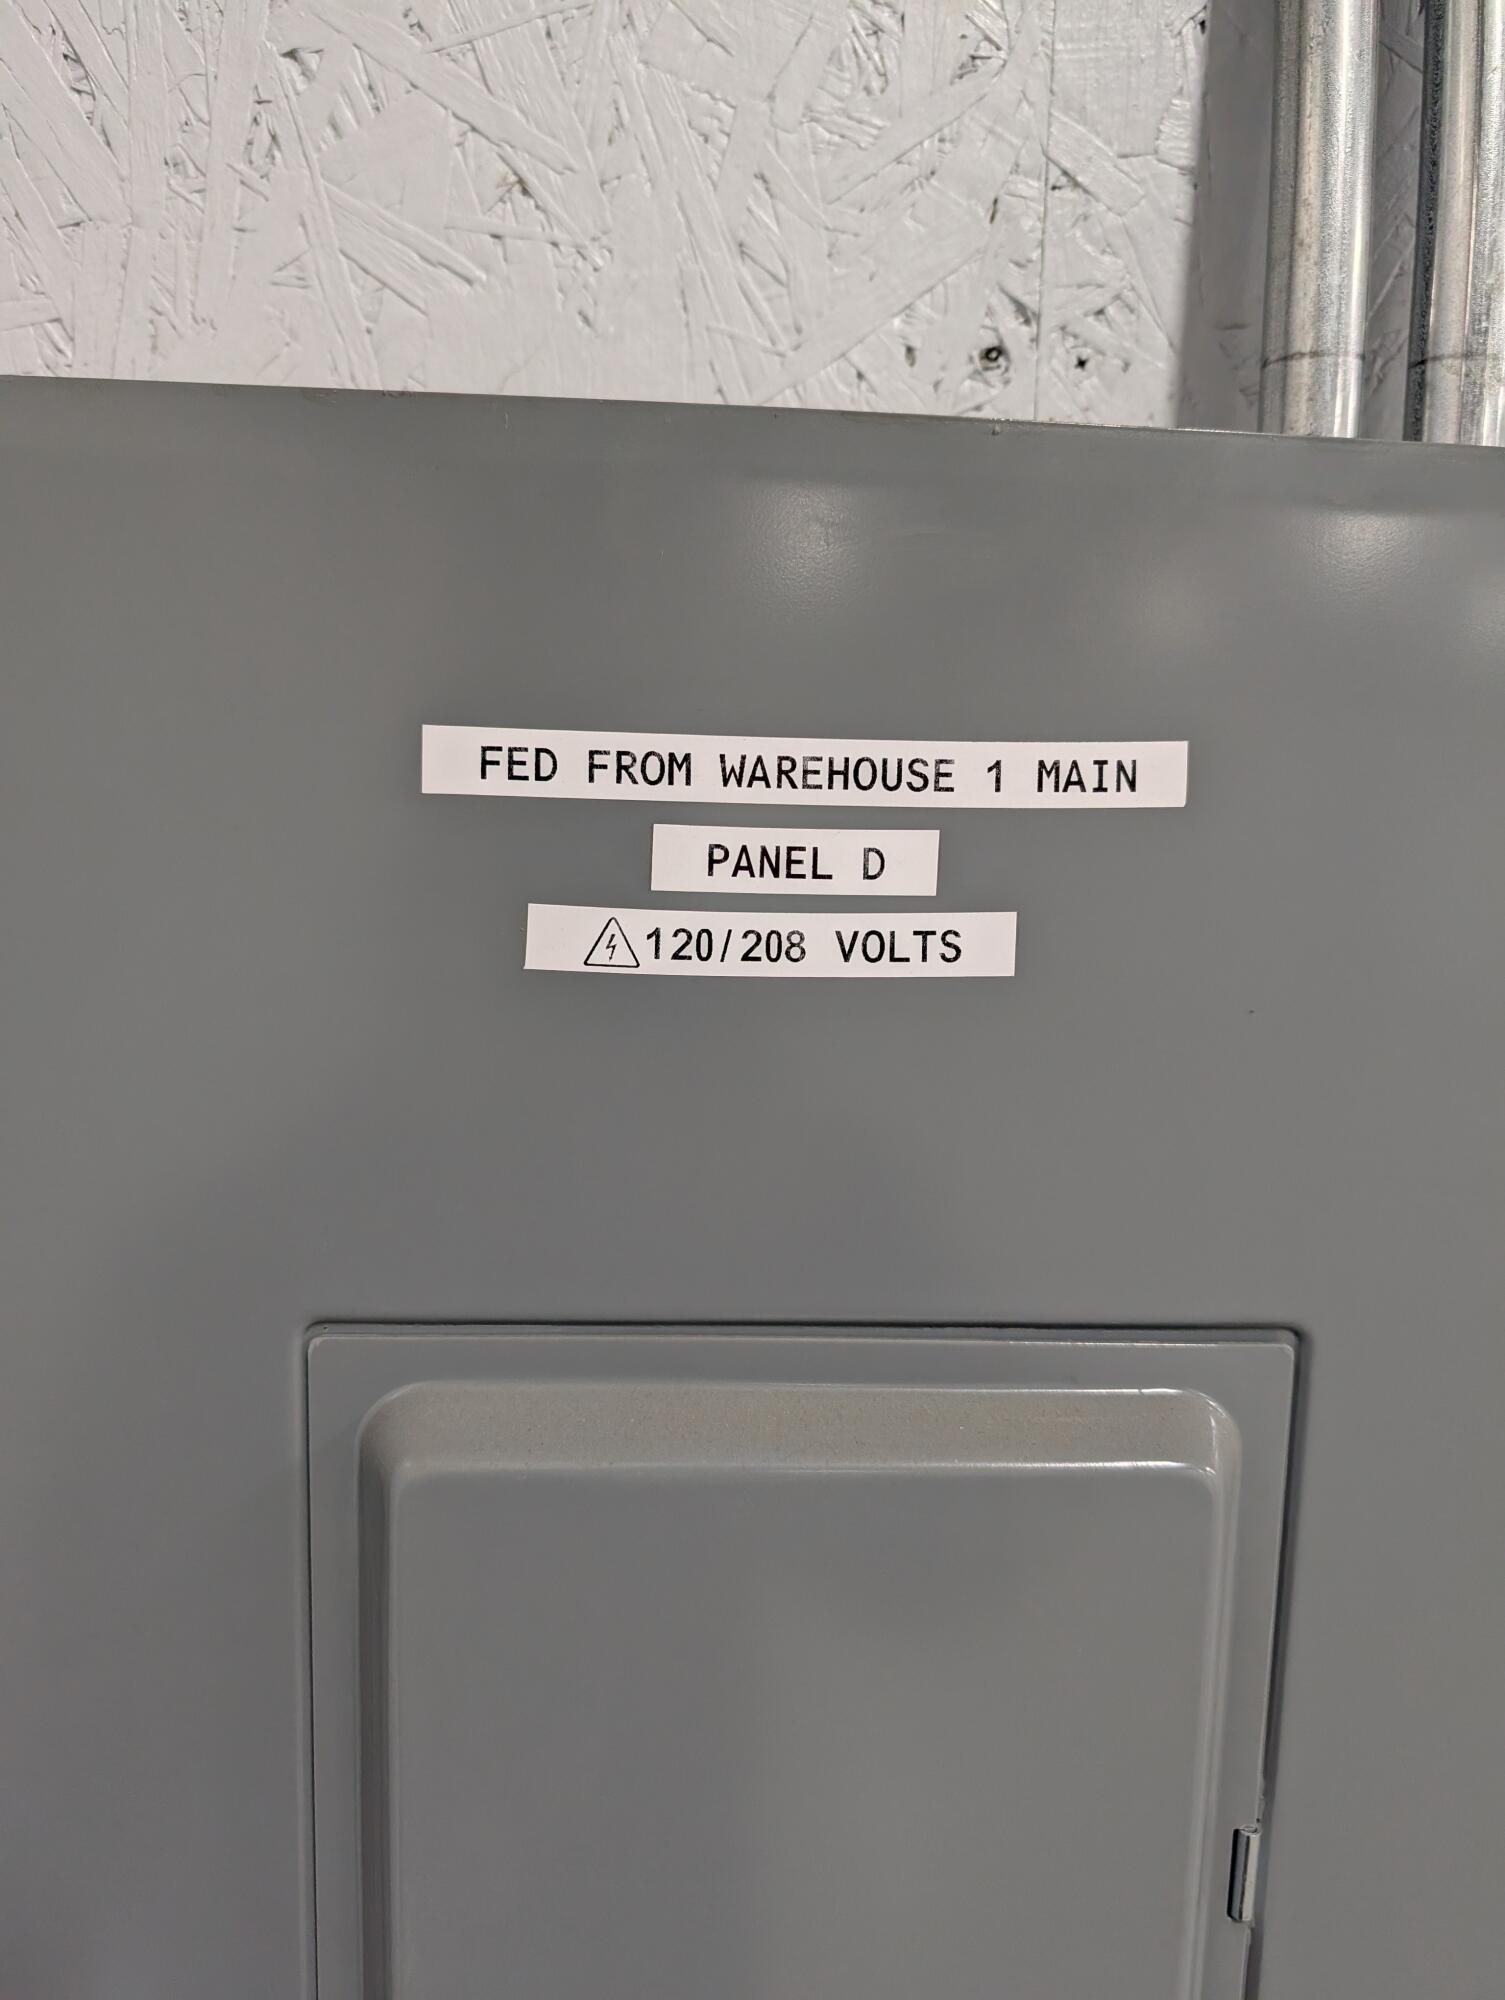 FED FROM WAREHOUSE 1 MAIN
PANEL D
120/208 VOLTS